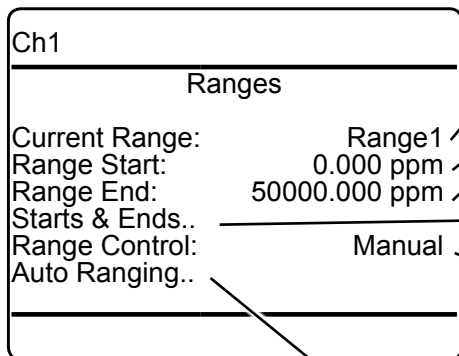 Ch1
Ranges
Current Range: Range1
Range Start: 0.000 ppm
Range End: 50000.000 ppm
Starts & Ends..
Range Control: Manual
Auto Ranging..